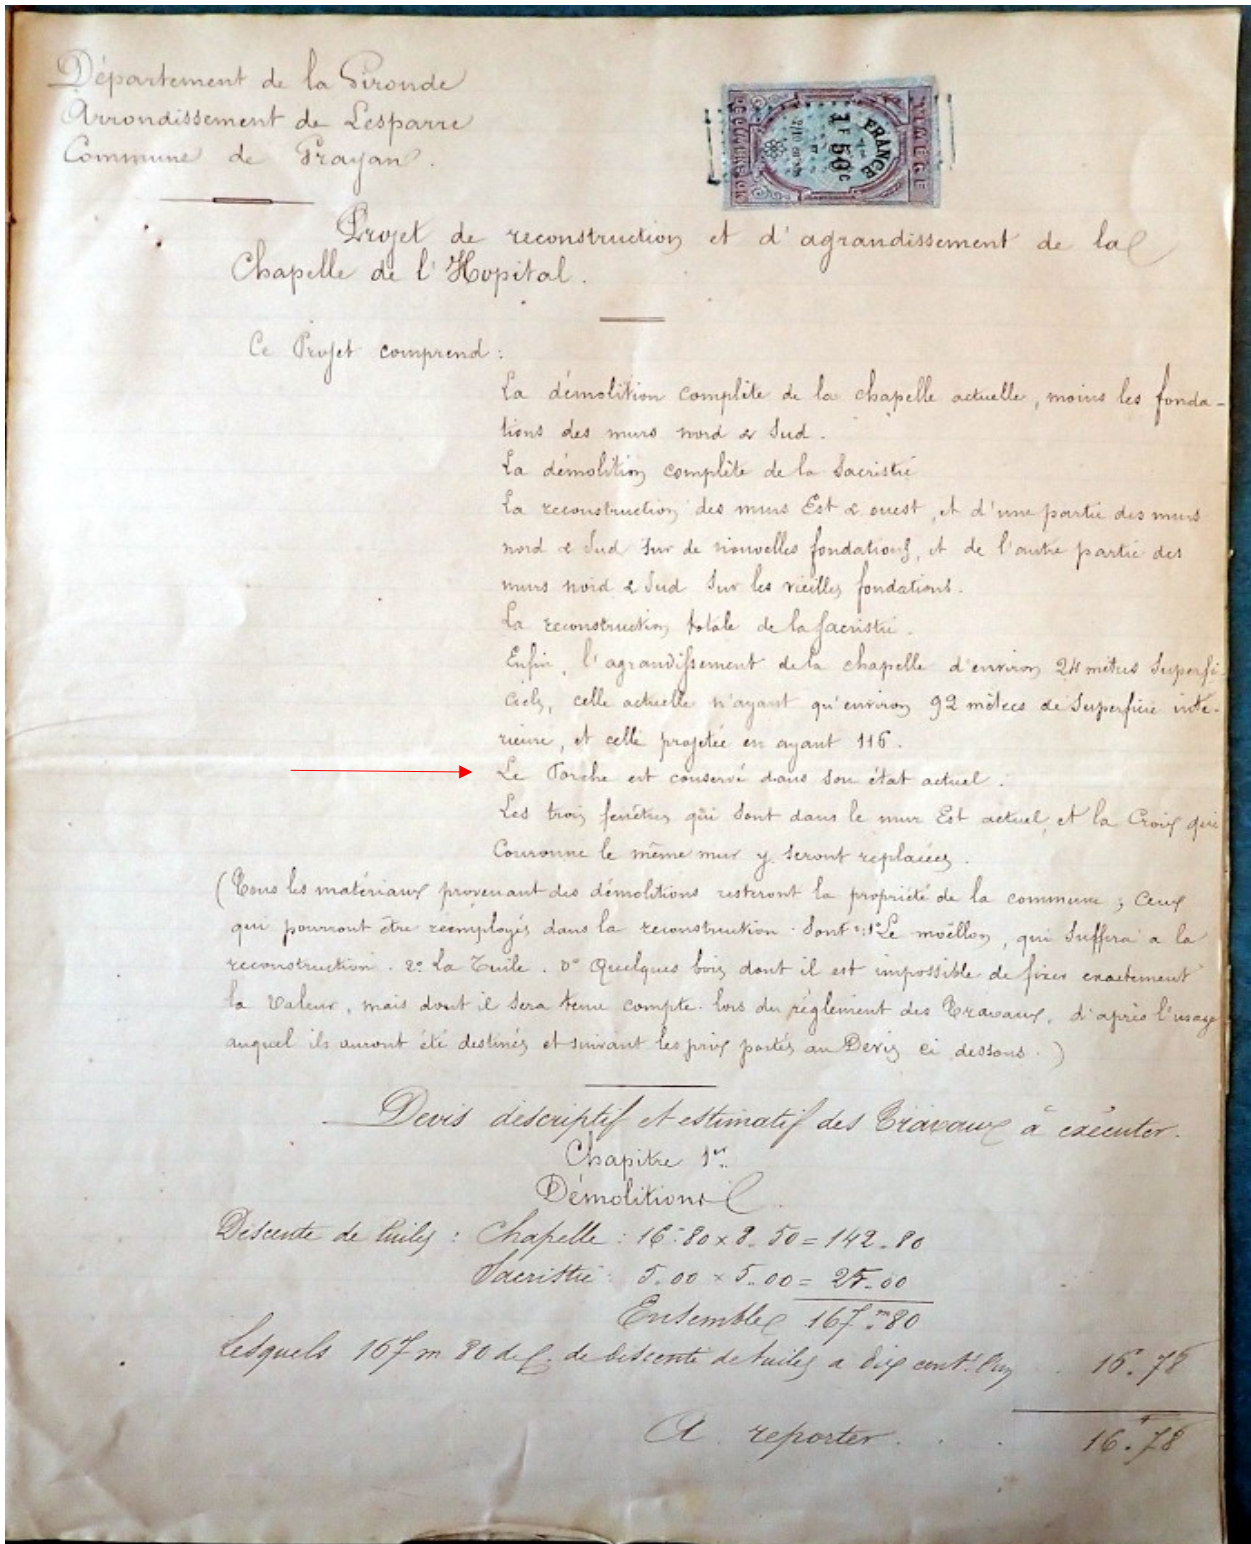 Département de la Gironde
Arrondissement de Lesparre
Commune de Grayan.
TIMBRE
FRANCE
1F 50c
2/10 en sus
DIMENSION
Projet de reconstruction et d'agrandissement de la
Chapelle de l'Hopital.
Ce Projet comprend :
La démolition complète de la chapelle actuelle, moins les fonda-
tions des murs nord & Sud.
La démolition complète de la Sacristie
La reconstruction des murs Est & ouest, et d'une partie des murs
nord & Sud sur de nouvelles fondations, et de l'autre partie des
murs nord & Sud sur les vieilles fondations.
La reconstruction totale de la sacristie.
Enfin, l'agrandissement de la chapelle d'environ 24 mètres superfi-
ciels, celle actuelle n'ayant qu'environ 92 mètres de superficie inté-
rieure, et celle projetée en ayant 116.
Le Porche est conservé dans son état actuel.
Les trois fenêtres qui sont dans le mur Est actuel, et la Croix qui
Couronne le même mur y seront replacées.
(Tous les matériaux provenant des démolitions resteront la propriété de la commune ; Ceux
qui pourront être réemployés dans la reconstruction sont : 1º Le moëllon, qui suffira a la
reconstruction. 2º La Tuile. 3º Quelques bois dont il est impossible de fixer exactement
la valeur, mais dont il sera tenu compte lors du règlement des Travaux, d'après l'usage
auquel ils auront été destinés et suivant les prix portés au Devis ci dessous.)
Devis descriptif et estimatif des Travaux à exécuter.
Chapitre 1er.
Démolitions
Descente de tuiles : Chapelle : 16.80 x 8.50 = 142.80
Sacristie : 5.00 x 5.00 = 25.00
Ensemble 167.m80
Lesquels 167m 80 de descente de tuiles a dix cent. l'un 16.78
A reporter . . . 16.78